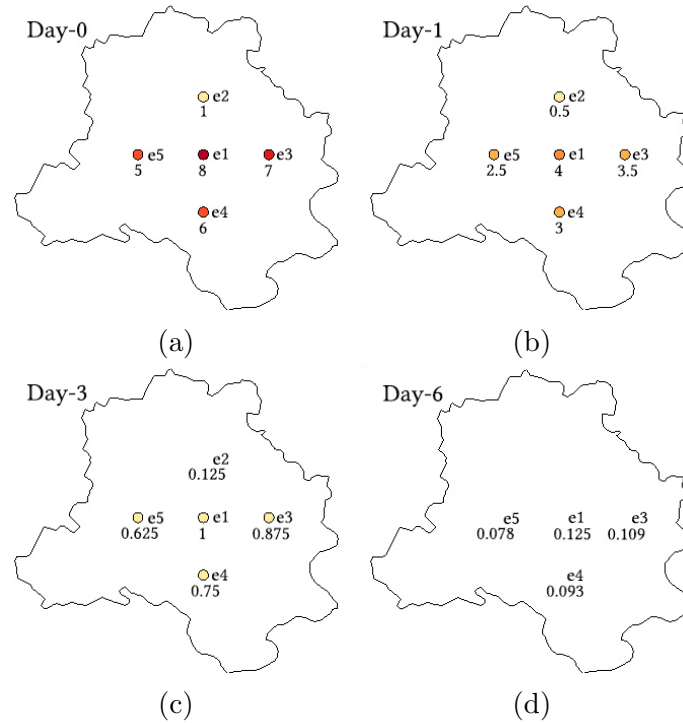 Day-0
e2
1
e5 e1 e3
5 8 7
e4
6
(a)
Day-1
e2
0.5
e5 e1 e3
2.5 4 3.5
e4
3
(b)
Day-3
e2
0.125
e5 e1 e3
0.625 1 0.875
e4
0.75
(c)
Day-6
e5 e1 e3
0.078 0.125 0.109
e4
0.093
(d)